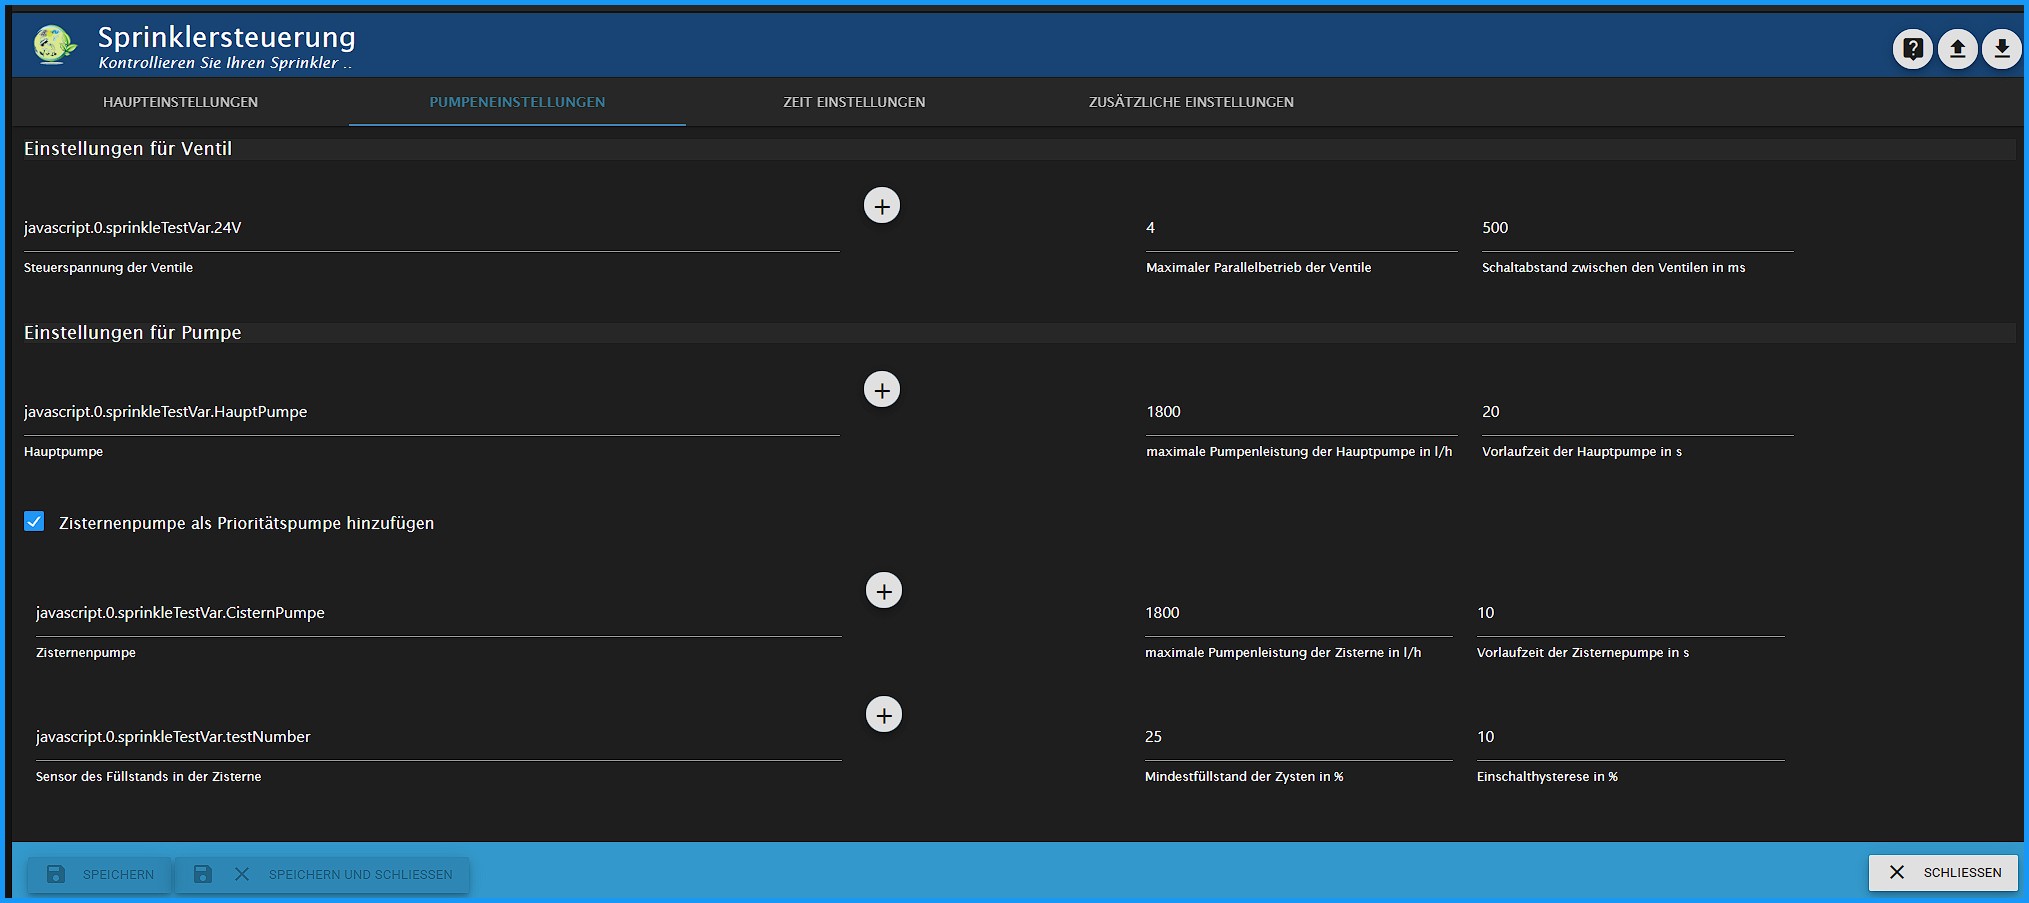 Sprinklersteuerung
Kontrollieren Sie Ihren Sprinkler ..
HAUPTEINSTELLUNGEN PUMPENEINSTELLUNGEN ZEIT EINSTELLUNGEN ZUSÄTZLICHE EINSTELLUNGEN
Einstellungen für Ventil
javascript.0.sprinkleTestVar.24V 4 500
Steuerspannung der Ventile Maximaler Parallelbetrieb der Ventile Schaltabstand zwischen den Ventilen in ms
Einstellungen für Pumpe
javascript.0.sprinkleTestVar.HauptPumpe 1800 20
Hauptpumpe maximale Pumpenleistung der Hauptpumpe in l/h Vorlaufzeit der Hauptpumpe in s
Zisternenpumpe als Prioritätspumpe hinzufügen
javascript.0.sprinkleTestVar.CisternPumpe 1800 10
Zisternenpumpe maximale Pumpenleistung der Zisterne in l/h Vorlaufzeit der Zisternepumpe in s
javascript.0.sprinkleTestVar.testNumber 25 10
Sensor des Füllstands in der Zisterne Mindestfüllstand der Zysten in % Einschalthysterese in %
SPEICHERN SPEICHERN UND SCHLIESSEN SCHLIESSEN